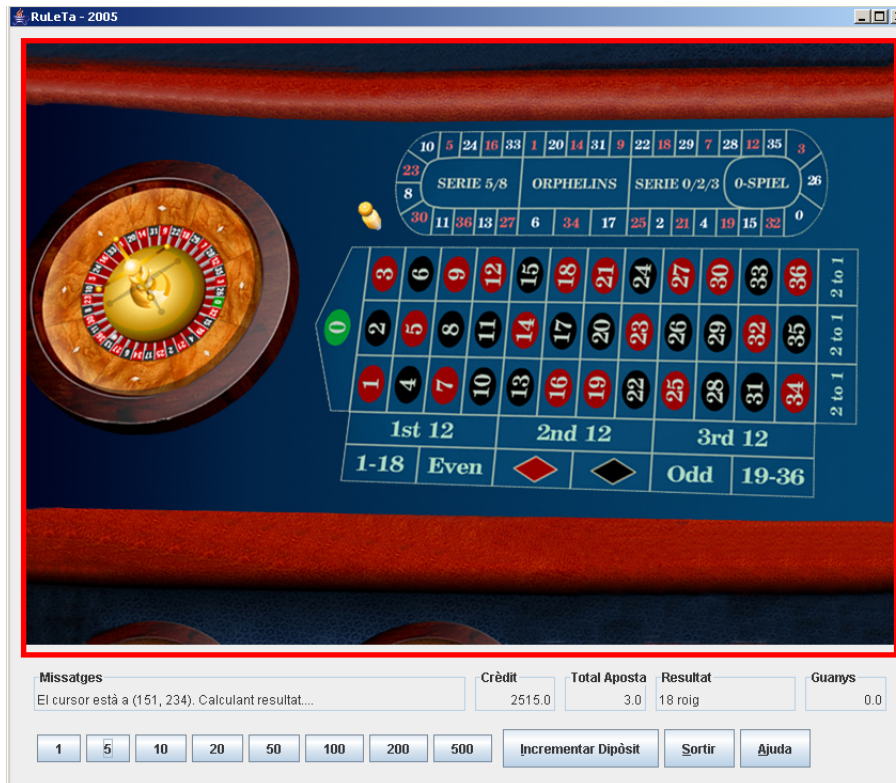 RuLeTa - 2005
10 5 24 16 33 1 20 14 31 9 22 18 29 7 28 12 35 3
23
8 SERIE 5/8 ORPHELINS SERIE 0/2/3 0-SPIEL 26
30 11 36 13 27 6 34 17 25 2 21 4 19 15 32 0
3 6 9 12 15 18 21 24 27 30 33 36 2 to 1
0 2 5 8 11 14 17 20 23 26 29 32 35 2 to 1
1 4 7 10 13 16 19 22 25 28 31 34 2 to 1
1st 12 2nd 12 3rd 12
1-18 Even Odd 19-36
Missatges Crèdit Total Aposta Resultat Guanys
El cursor està a (151, 234). Calculant resultat.... 2515.0 3.0 18 roig 0.0
1 5 10 20 50 100 200 500 Incrementar Dipòsit Sortir Ajuda